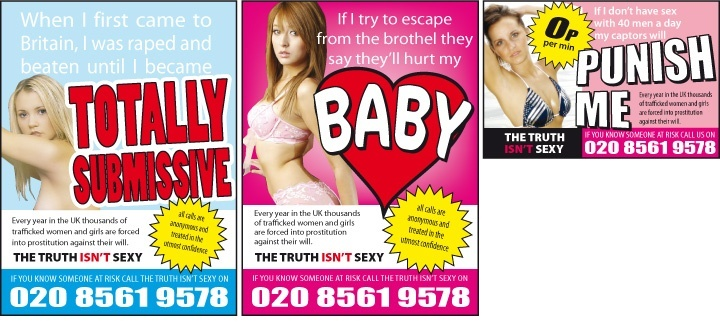 When I first came to
Britain, I was raped and
beaten until I became
TOTALLY
SUBMISSIVE
Every year in the UK thousands of
trafficked women and girls are forced
into prostitution against their will.
THE TRUTH ISN'T SEXY
all calls are
anonymous and
treated in the
utmost confidence
IF YOU KNOW SOMEONE AT RISK CALL THE TRUTH ISN'T SEXY ON
020 8561 9578
If I try to escape
from the brothel they
say they'll hurt my
BABY
Every year in the UK thousands
of trafficked women and girls
are forced into prostitution
against their will.
THE TRUTH ISN'T SEXY
all calls are
anonymous and
treated in the
utmost confidence
IF YOU KNOW SOMEONE AT RISK CALL THE TRUTH ISN'T SEXY ON
020 8561 9578
0p
per min
If I don't have sex
with 40 men a day
my captors will
PUNISH
ME
Every year in the UK thousands
of trafficked women and girls
are forced into prostitution
against their will.
THE TRUTH
ISN'T SEXY
IF YOU KNOW SOMEONE AT RISK CALL US ON
020 8561 9578